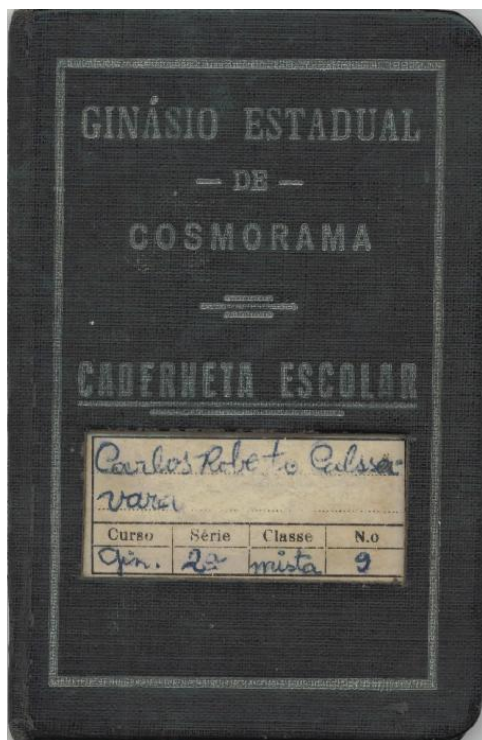 GINÁSIO ESTADUAL
— DE —
COSMORAMA
CADERNETA ESCOLAR
Carlos Roberto Calssa-
vara
Curso Série Classe N.o
Gin. 2ª mista 9